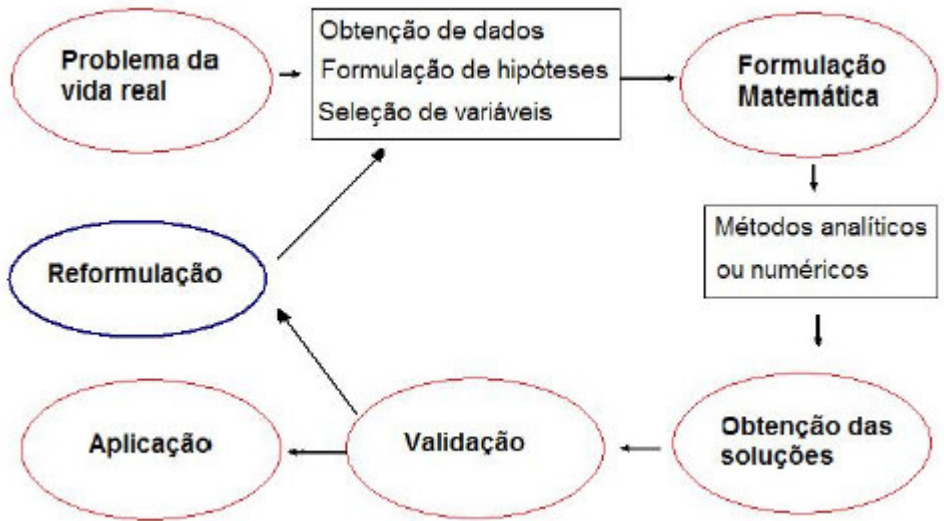 Problema da
vida real
Obtenção de dados
Formulação de hipóteses
Seleção de variáveis
Formulação
Matemática
Métodos analíticos
ou numéricos
Reformulação
Aplicação
Validação
Obtenção das
soluções